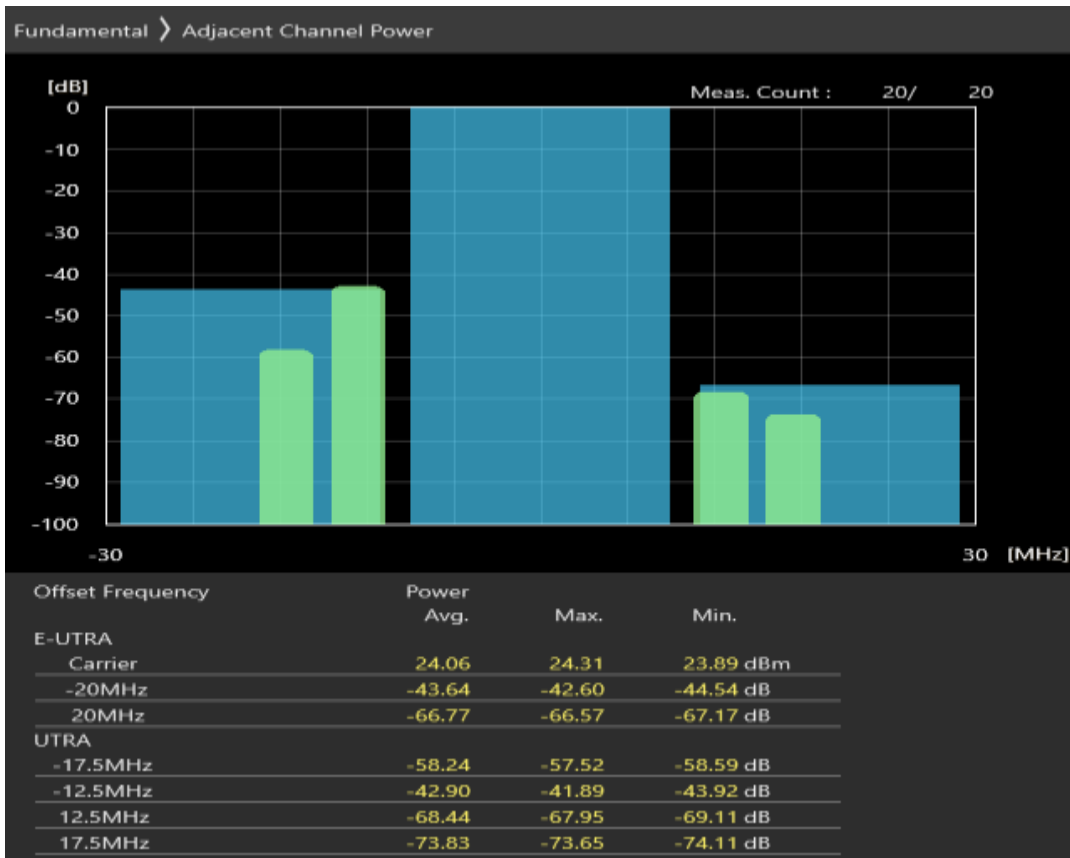 Fundamental 〉 Adjacent Channel Power
[dB]
Meas. Count : 20/ 20
0
-10
-20
-30
-40
-50
-60
-70
-80
-90
-100
-30 30 [MHz]
Offset Frequency Power
Avg. Max. Min.
E-UTRA
Carrier 24.06 24.31 23.89 dBm
-20MHz -43.64 -42.60 -44.54 dB
20MHz -66.77 -66.57 -67.17 dB
UTRA
-17.5MHz -58.24 -57.52 -58.59 dB
-12.5MHz -42.90 -41.89 -43.92 dB
12.5MHz -68.44 -67.95 -69.11 dB
17.5MHz -73.83 -73.65 -74.11 dB